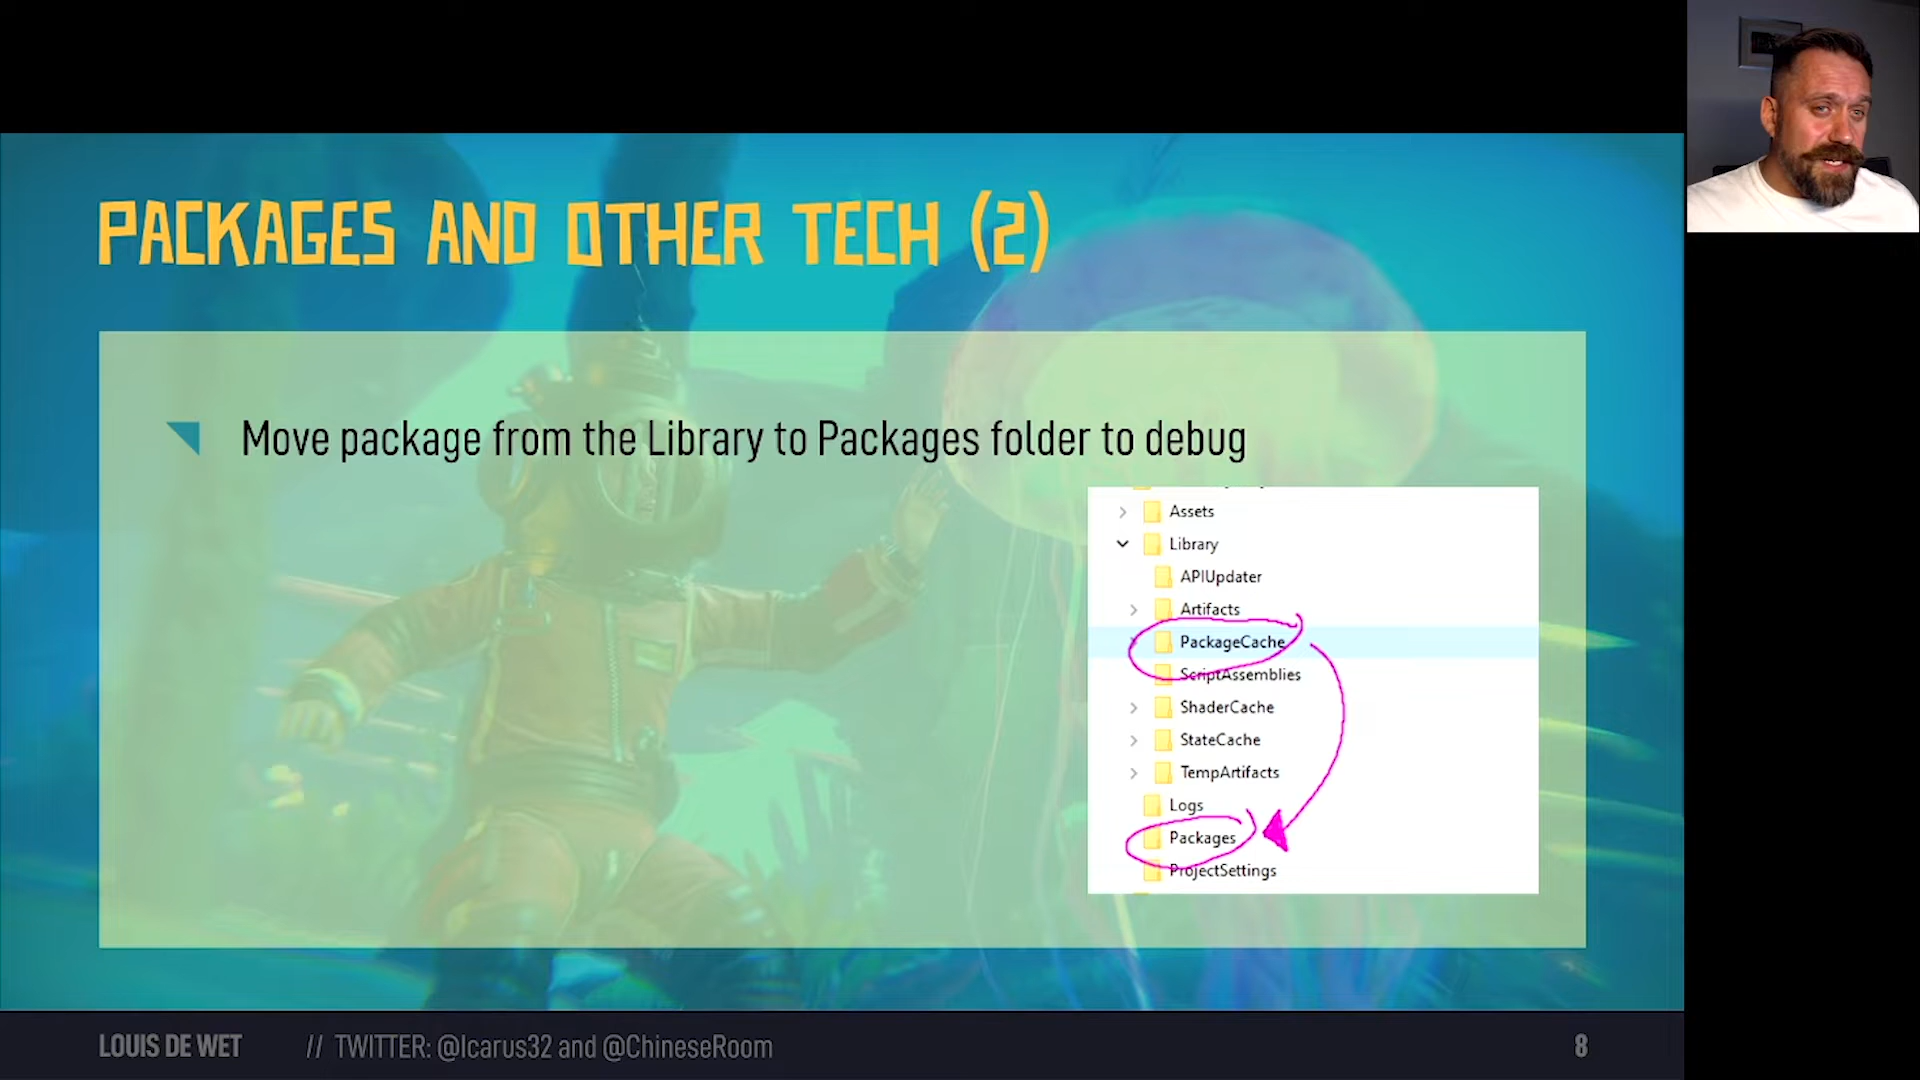 PACKAGES AND OTHER TECH (2)
Move package from the Library to Packages folder to debug
Assets
Library
APIUpdater
Artifacts
PackageCache
ScriptAssemblies
ShaderCache
StateCache
TempArtifacts
Logs
Packages
ProjectSettings
LOUIS DE WET // TWITTER: @Icarus32 and @ChineseRoom 8